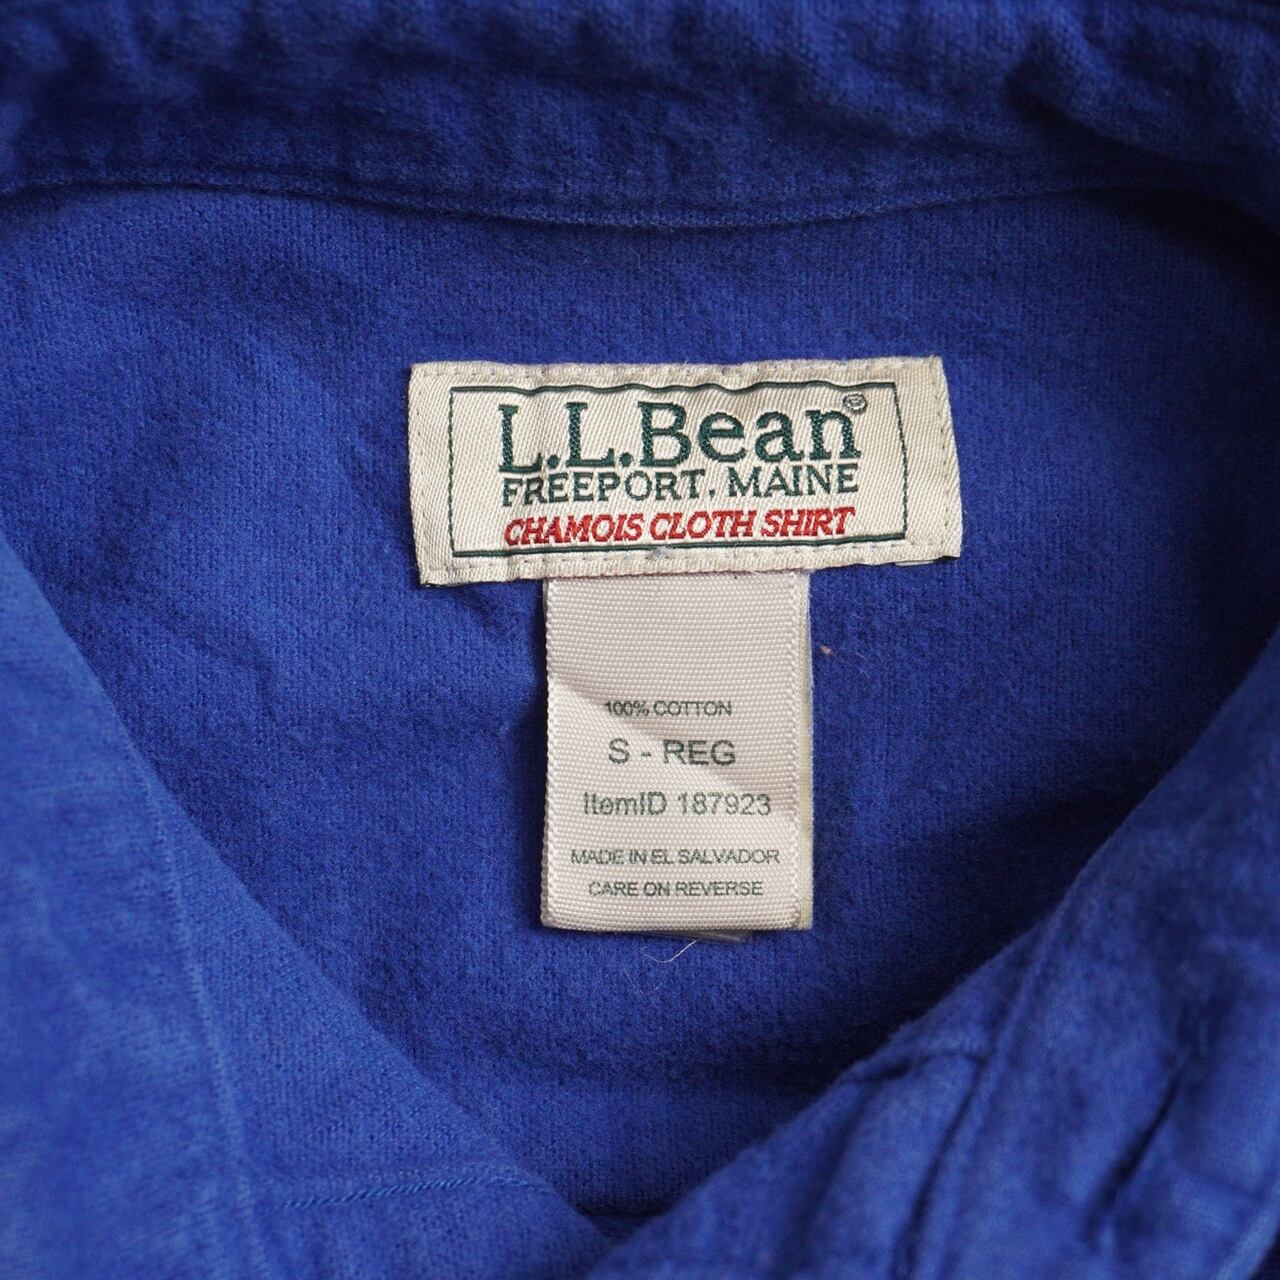 L.L.Bean®
FREEPORT, MAINE
CHAMOIS CLOTH SHIRT
100% COTTON
S - REG
ItemID 187923
MADE IN EL SALVADOR
CARE ON REVERSE